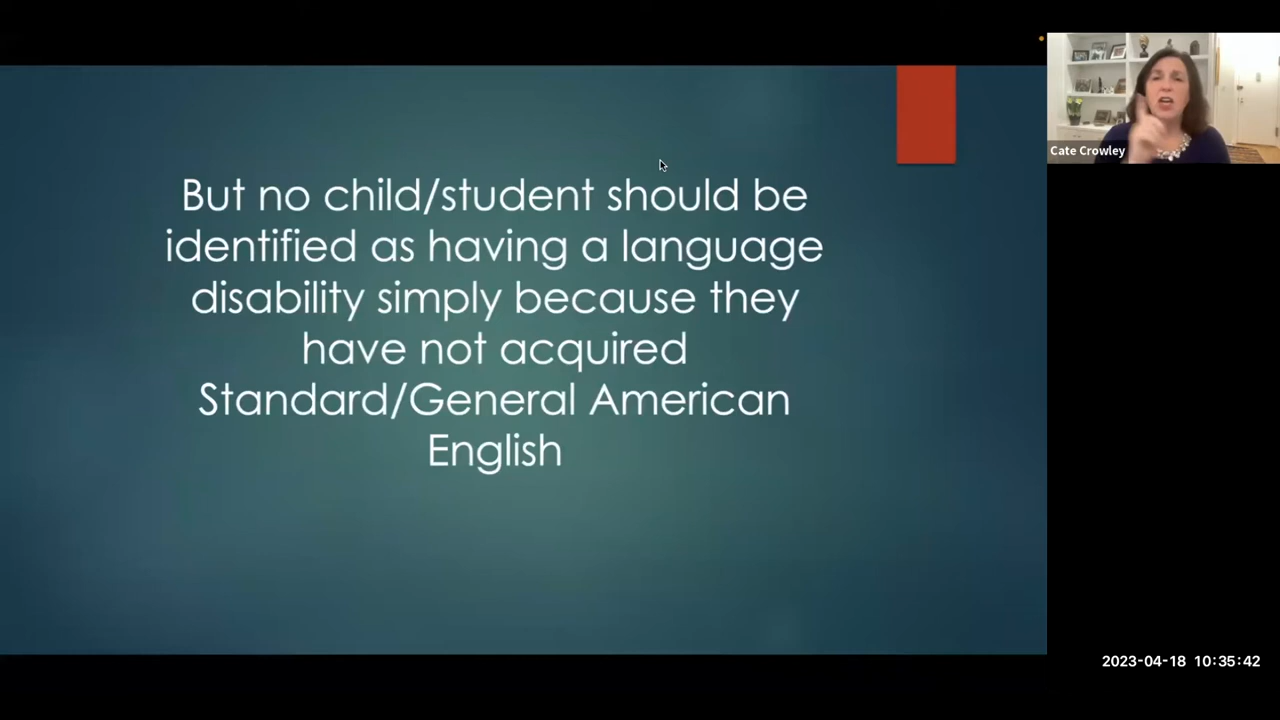 But no child/student should be
identified as having a language
disability simply because they
have not acquired
Standard/General American
English
Cate Crowley
2023-04-18 10:35:42